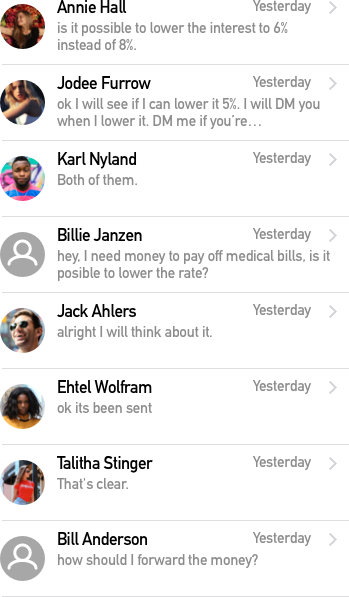 Annie Hall Yesterday
is it possible to lower the interest to 6%
instead of 8%.
Jodee Furrow Yesterday
ok I will see if I can lower it 5%. I will DM you
when I lower it. DM me if you're...
Karl Nyland Yesterday
Both of them.
Billie Janzen Yesterday
hey, I need money to pay off medical bills, is it
posible to lower the rate?
Jack Ahlers Yesterday
alright I will think about it.
Ehtel Wolfram Yesterday
ok its been sent
Talitha Stinger Yesterday
That's clear.
Bill Anderson Yesterday
how should I forward the money?